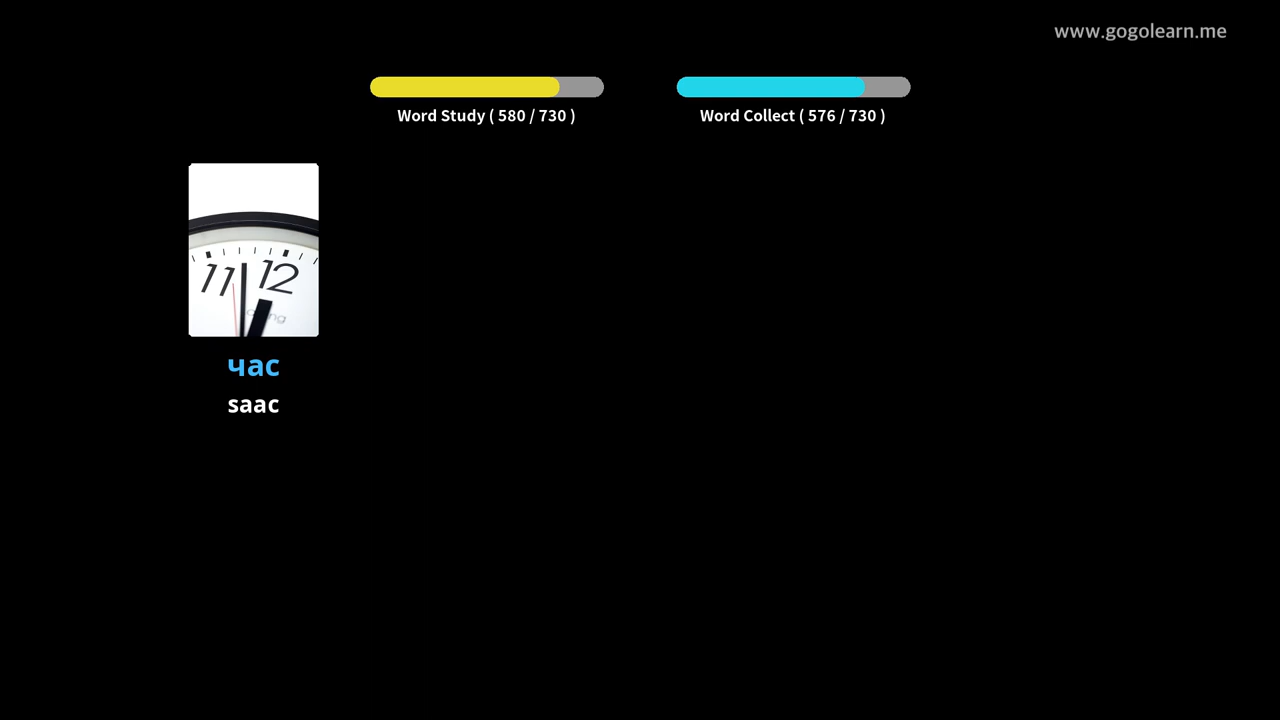 www.gogolearn.me
Word Study ( 580 / 730 )
Word Collect ( 576 / 730 )
11 12
час
saac